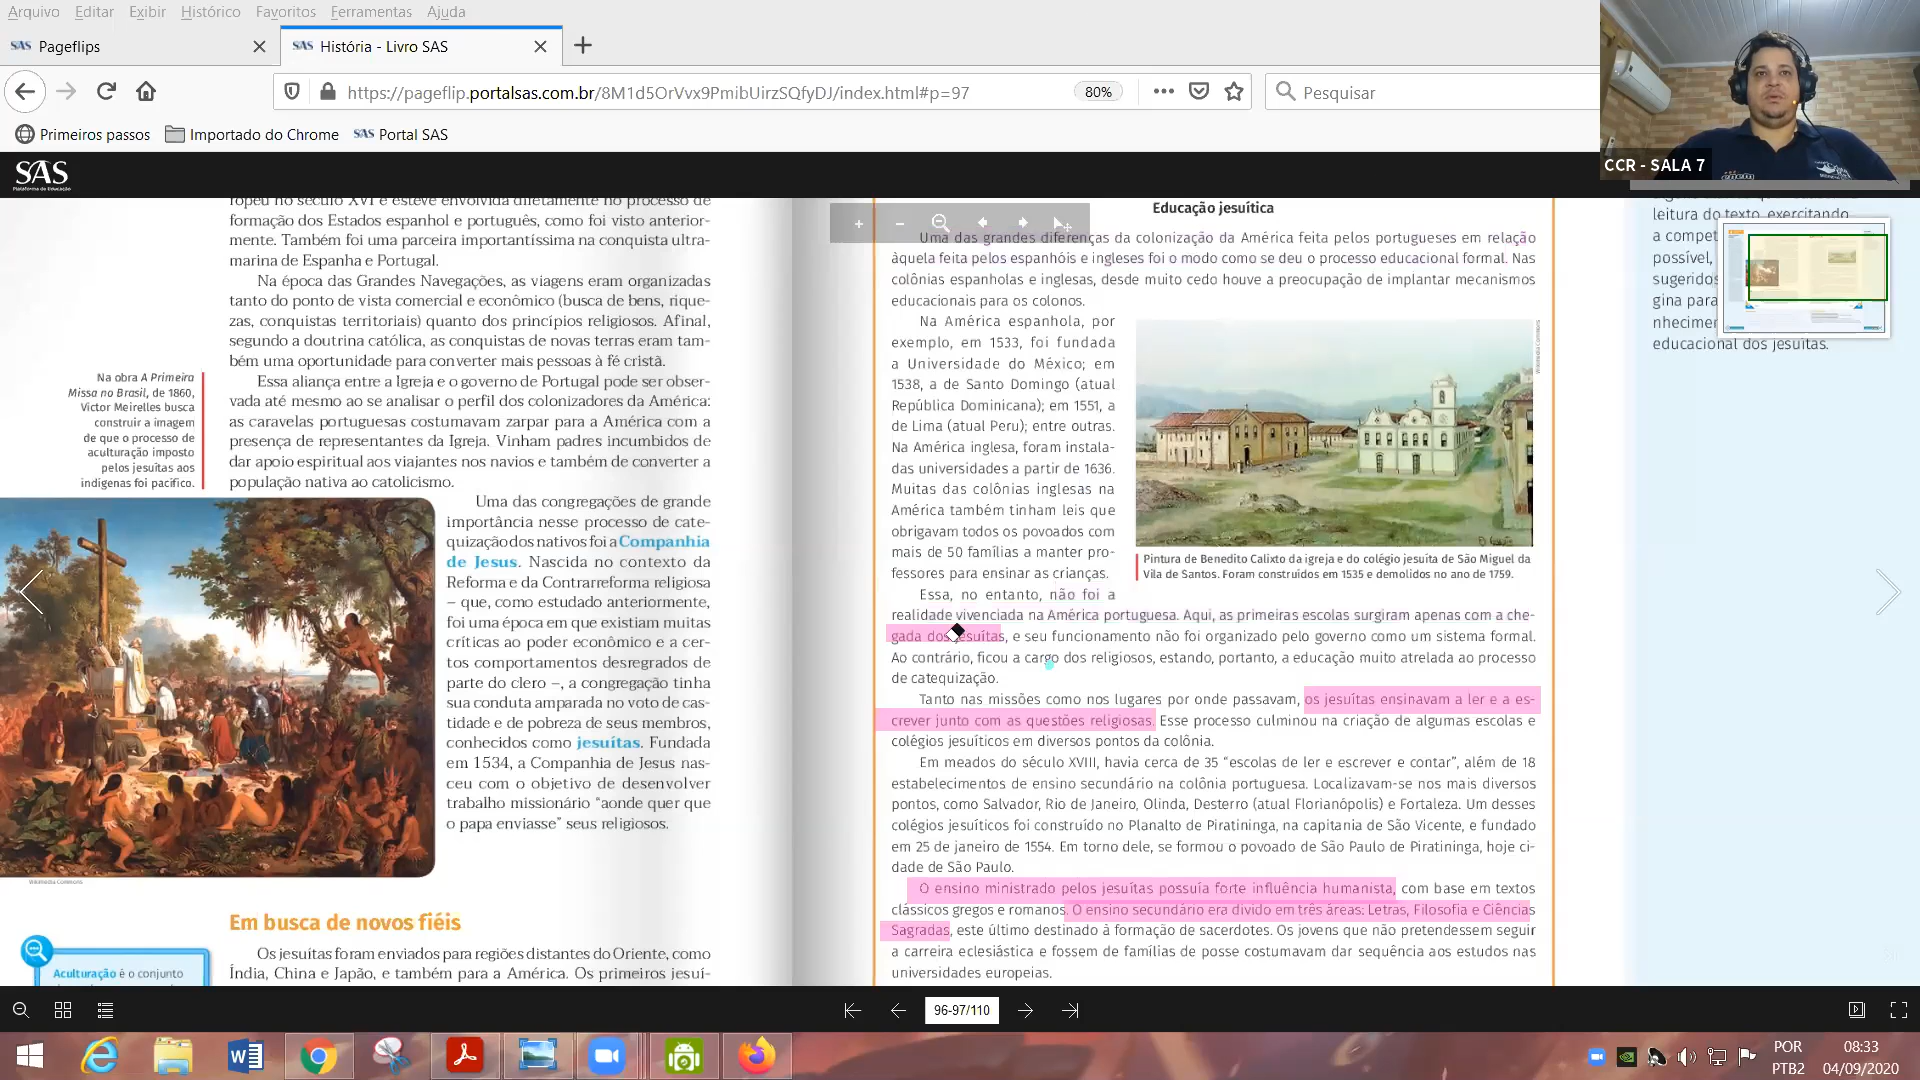 Arquivo Editar Exibir Histórico Favoritos Ferramentas Ajuda
SAS Pageflips
SAS História - Livro SAS
https://pageflip.portalsas.com.br/8M1d5OrVvx9PmibUirzSQfyDJ/index.html#p=97
80%
Pesquisar
Primeiros passos
Importado do Chrome
SAS Portal SAS
CCR - SALA 7
SAS
Plataforma de Educação
ropeu no século XVI e esteve envolvida diretamente no processo de
formação dos Estados espanhol e português, como foi visto anterior-
mente. Também foi uma parceira importantíssima na conquista ultra-
marina de Espanha e Portugal.
Na época das Grandes Navegações, as viagens eram organizadas
tanto do ponto de vista comercial e econômico (busca de bens, rique-
zas, conquistas territoriais) quanto dos princípios religiosos. Afinal,
segundo a doutrina católica, as conquistas de novas terras eram tam-
bém uma oportunidade para converter mais pessoas à fé cristã.
Essa aliança entre a Igreja e o governo de Portugal pode ser obser-
vada até mesmo ao se analisar o perfil dos colonizadores da América:
as caravelas portuguesas costumavam zarpar para a América com a
presença de representantes da Igreja. Vinham padres incumbidos de
dar apoio espiritual aos viajantes nos navios e também de converter a
população nativa ao catolicismo.
Na obra A Primeira
Missa no Brasil, de 1860,
Victor Meirelles busca
construir a imagem
de que o processo de
aculturação imposto
pelos jesuítas aos
indígenas foi pacífico.
Wikimedia Commons
Uma das congregações de grande
importância nesse processo de cate-
quização dos nativos foi a Companhia
de Jesus. Nascida no contexto da
Reforma e da Contrarreforma religiosa
– que, como estudado anteriormente,
foi uma época em que existiam muitas
críticas ao poder econômico e a cer-
tos comportamentos desregrados de
parte do clero –, a congregação tinha
sua conduta amparada no voto de cas-
tidade e de pobreza de seus membros,
conhecidos como jesuítas. Fundada
em 1534, a Companhia de Jesus nas-
ceu com o objetivo de desenvolver
trabalho missionário “aonde quer que
o papa enviasse” seus religiosos.
Em busca de novos fiéis
Os jesuítas foram enviados para regiões distantes do Oriente, como
Índia, China e Japão, e também para a América. Os primeiros jesuí-
Aculturação é o conjunto
Educação jesuítica
Uma das grandes diferenças da colonização da América feita pelos portugueses em relação
àquela feita pelos espanhóis e ingleses foi o modo como se deu o processo educacional formal. Nas
colônias espanholas e inglesas, desde muito cedo houve a preocupação de implantar mecanismos
educacionais para os colonos.
Na América espanhola, por
exemplo, em 1533, foi fundada
a Universidade do México; em
1538, a de Santo Domingo (atual
República Dominicana); em 1551, a
de Lima (atual Peru); entre outras.
Na América inglesa, foram instala-
das universidades a partir de 1636.
Muitas das colônias inglesas na
América também tinham leis que
obrigavam todos os povoados com
mais de 50 famílias a manter pro-
fessores para ensinar as crianças.
Wikimedia Commons
Pintura de Benedito Calixto da igreja e do colégio jesuíta de São Miguel da
Vila de Santos. Foram construídos em 1535 e demolidos no ano de 1759.
Essa, no entanto, não foi a
realidade vivenciada na América portuguesa. Aqui, as primeiras escolas surgiram apenas com a che-
gada dos jesuítas, e seu funcionamento não foi organizado pelo governo como um sistema formal.
Ao contrário, ficou a cargo dos religiosos, estando, portanto, a educação muito atrelada ao processo
de catequização.
Tanto nas missões como nos lugares por onde passavam, os jesuítas ensinavam a ler e a es-
crever junto com as questões religiosas. Esse processo culminou na criação de algumas escolas e
colégios jesuíticos em diversos pontos da colônia.
Em meados do século XVIII, havia cerca de 35 “escolas de ler e escrever e contar”, além de 18
estabelecimentos de ensino secundário na colônia portuguesa. Localizavam-se nos mais diversos
pontos, como Salvador, Rio de Janeiro, Olinda, Desterro (atual Florianópolis) e Fortaleza. Um desses
colégios jesuíticos foi construído no Planalto de Piratininga, na capitania de São Vicente, e fundado
em 25 de janeiro de 1554. Em torno dele, se formou o povoado de São Paulo de Piratininga, hoje ci-
dade de São Paulo.
O ensino ministrado pelos jesuítas possuía forte influência humanista, com base em textos
clássicos gregos e romanos. O ensino secundário era divido em três áreas: Letras, Filosofia e Ciências
Sagradas, este último destinado à formação de sacerdotes. Os jovens que não pretendessem seguir
a carreira eclesiástica e fossem de famílias de posse costumavam dar sequência aos estudos nas
universidades europeias.
leitura do texto, exercitando
a compet
possível,
sugeridos
gina para
nhecimen
educacional dos jesuítas.
96-97/110
POR
PTB2
08:33
04/09/2020